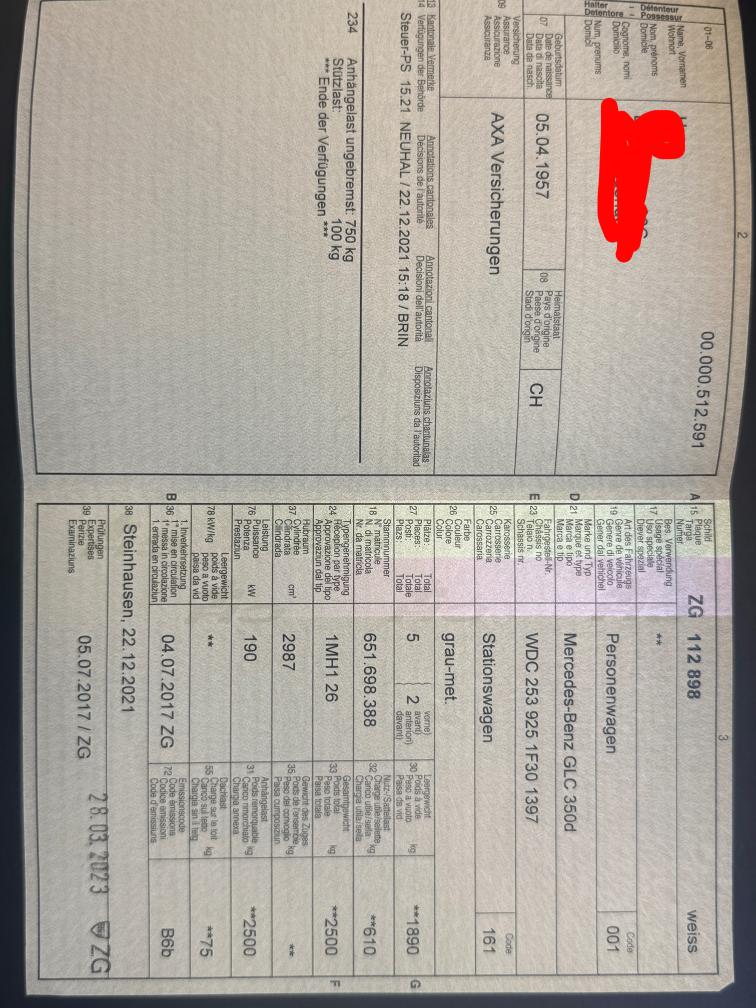 2
00.000.512.591
01-06
Name, Vornamen
Wohnort
Nom, prénoms
Domicile
Cognome, nomi
Domicilio
Num, prenums
Domicil
Halter
Détenteur
Detentore
Possessur
07 Geburtsdatum
Date de naissance
Data di nascita
Data da nasch.
05.04.1957
08 Heimatstaat
Pays d'origine
Paese d'origine
Stadi d'origin
CH
09 Versicherung
Assurance
Assicurazione
Assicuranza
AXA Versicherungen
13 Kantonale Vermerke Annotations cantonales Annotazioni cantonali Annotaziuns chantunalas
14 Verfügungen der Behörde Décisions de l'autorité Decisioni dell'autorità Disposiziuns da l'autoritad
Steuer-PS 15.21 NEUHAL / 22.12.2021 15:18 / BRIN
234 Anhängelast ungebremst: 750 kg
Stützlast: 100 kg
*** Ende der Verfügungen ***
3
A 15 Schild
Plaque
Targa
Numer
ZG 112 898 weiss
17 Bes. Verwendung
Usage spécial
Uso speciale
Diever spezial
**
19 Art des Fahrzeugs
Genre de véhicule
Genere di veicolo
Gener dal vehichel
Personenwagen
Code
001
D 21 Marke und Typ
Marque et type
Marca e tipo
Marca e tip
Mercedes-Benz GLC 350d
E 23 Fahrgestell-Nr.
Châssis no
Telaio n.
Schassis nr.
WDC 253 925 1F30 1397
25 Karosserie
Carrosserie
Carrozzeria
Carossaria
Stationswagen
Code
161
26 Farbe
Couleur
Colore
Colur
grau-met.
27 Plätze: Total
Places: Total
Posti: Totale
Plazs: Total
5
2
vorne)
avant)
anteriori)
davant)
30 Leergewicht
Poids à vide
Peso a vuoto
Paisa da vid
kg
**1890
G
18 Stammnummer
N° matricule
N. di matricola
Nr. da matricla
651.698.388
32 Nutz-/Sattellast
Charge utile/sellette
Carico utile/sella
Chargia utila/sella
kg
**610
24 Typengenehmigung
Réception par type
Approvazione del tipo
Approvaziun dal tip
1MH1 26
33 Gesamtgewicht
Poids total
Peso totale
Paisa totala
kg
**2500
F
37 Hubraum
Cylindrée
Cilindrata
Cilindrada
cm³
2987
35 Gewicht des Zuges
Poids de l'ensemble
Peso del convoglio
Paisa cumposiziun
kg
**
76 Leistung
Puissance
Potenza
Prestaziun
kW
190
31 Anhängelast
Poids remorquable
Carico rimorchiato
Chargia annexa
kg
**2500
78 kW/kg
Leergewicht
poids à vide
peso a vuoto
paisa da vid
**
55 Dachlast
Charge sur le toit
Carico sul tetto
Chargia sin il tetg
kg
**75
B 36 1. Inverkehrsetzung
1re mise en circulation
1a messa in circolazione
1. entrada en circulaziun
04.07.2017 ZG
72 Emissionscode
Code émissions
Codice emissioni
Code d'emissiuns
B6b
38 Steinhausen, 22.12.2021
39 Prüfungen
Expertises
Perizie
Examinaziuns
05.07.2017 / ZG
28.03.2023 ZG